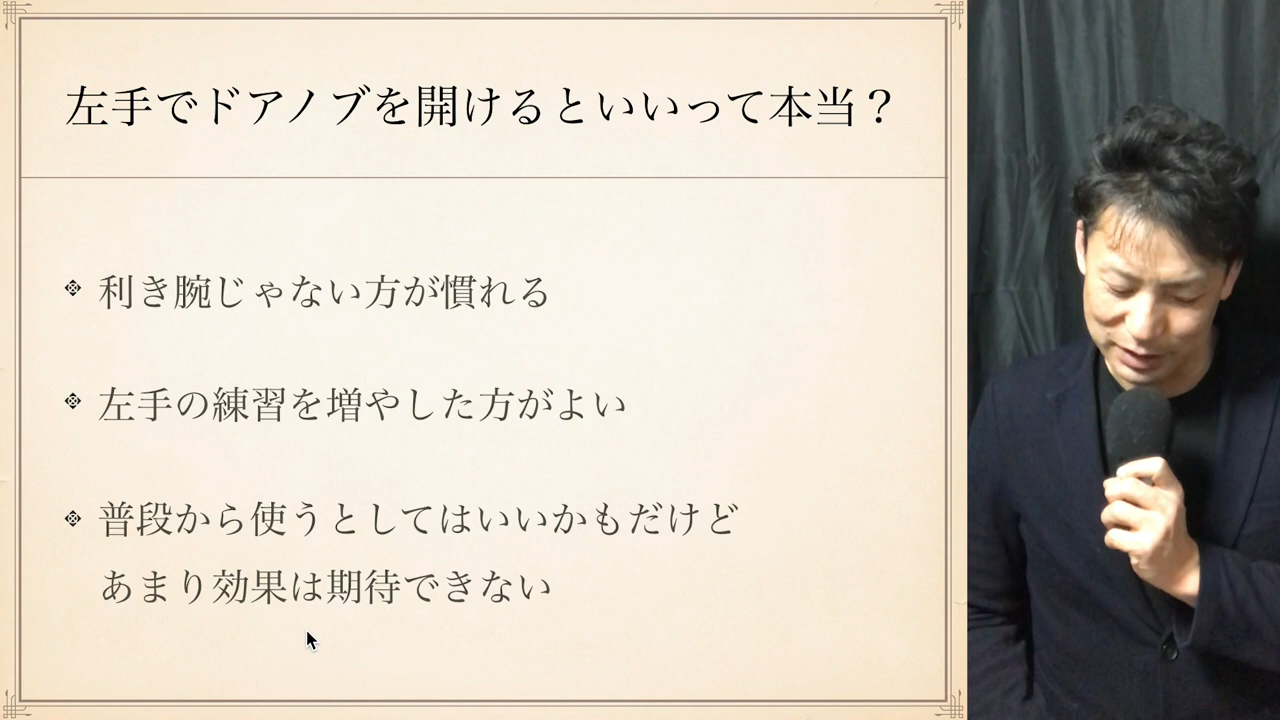 左手でドアノブを開けるといいって本当？
利き腕じゃない方が慣れる
左手の練習を増やした方がよい
普段から使うとしてはいいかもだけど
あまり効果は期待できない